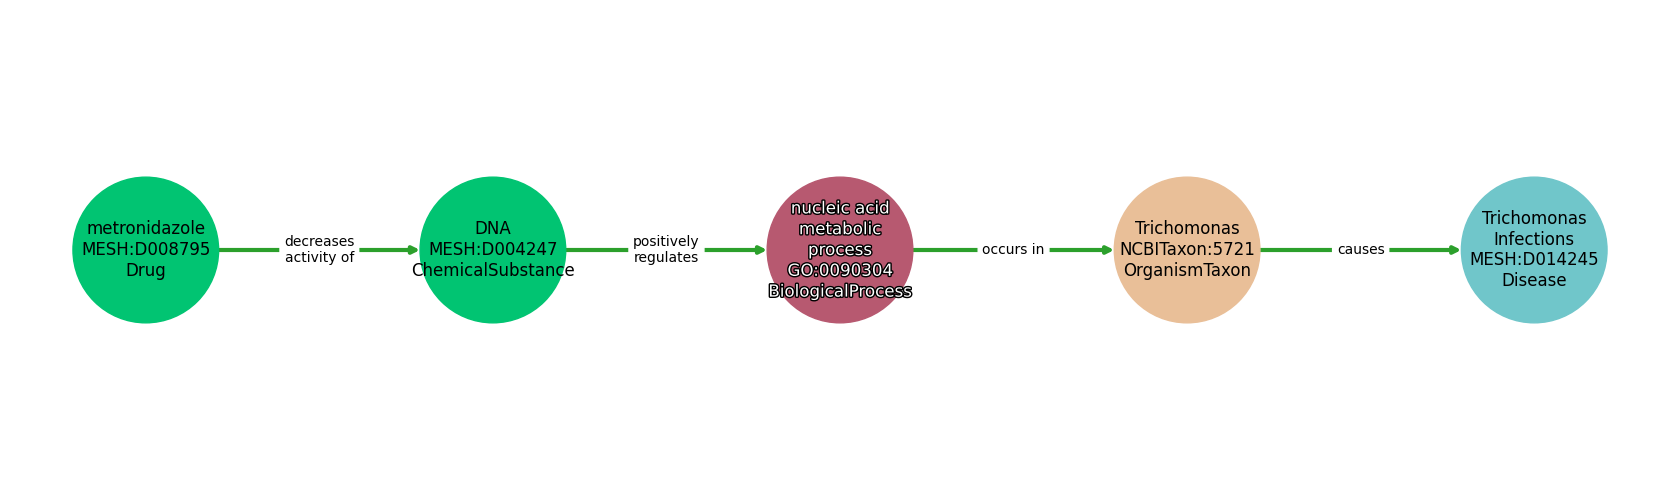 metronidazole
MESH:D008795
Drug
decreases
activity of
DNA
MESH:D004247
ChemicalSubstance
positively
regulates
nucleic acid
metabolic
process
GO:0090304
BiologicalProcess
occurs in
Trichomonas
NCBITaxon:5721
OrganismTaxon
causes
Trichomonas
Infections
MESH:D014245
Disease